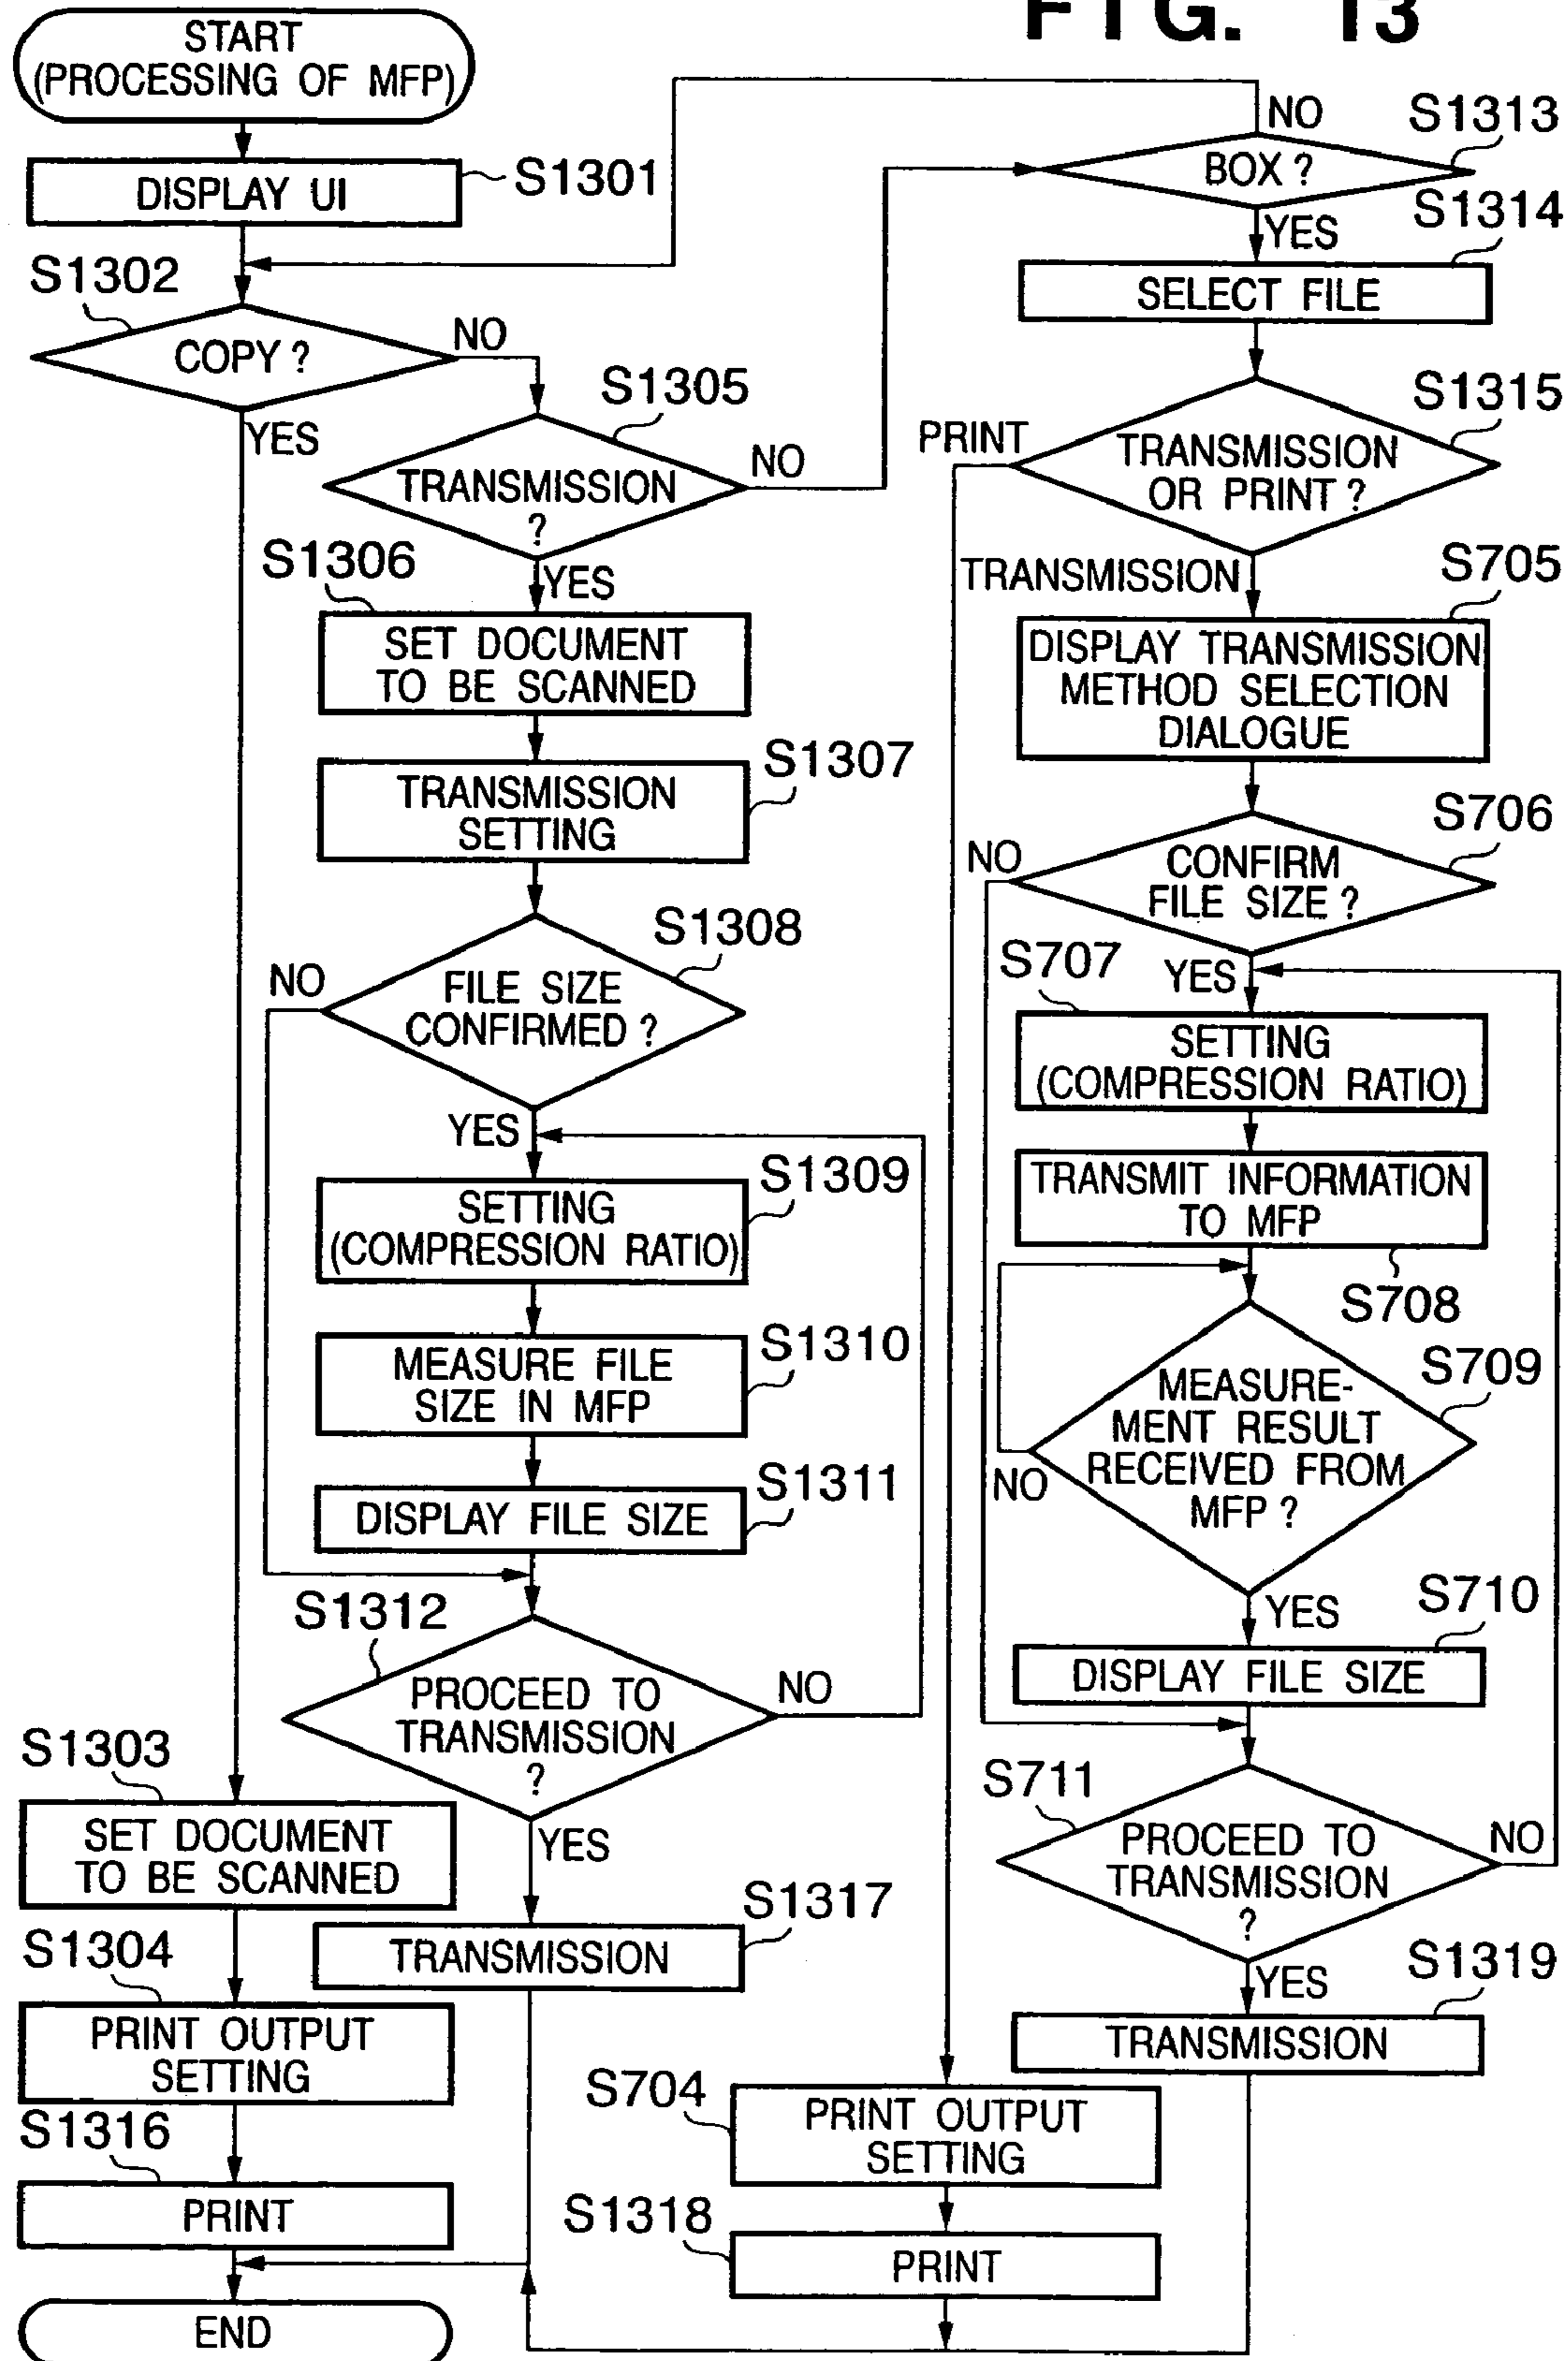 FIG. 13
START
(PROCESSING OF MFP)
DISPLAY UI
S1301
S1302
COPY ?
NO
YES
S1305
TRANSMISSION
?
NO
YES
S1306
SET DOCUMENT
TO BE SCANNED
S1307
TRANSMISSION
SETTING
S1308
FILE SIZE
CONFIRMED ?
NO
YES
S1309
SETTING
(COMPRESSION RATIO)
S1310
MEASURE FILE
SIZE IN MFP
S1311
DISPLAY FILE SIZE
S1312
PROCEED TO
TRANSMISSION
?
NO
YES
S1317
TRANSMISSION
S1303
SET DOCUMENT
TO BE SCANNED
S1304
PRINT OUTPUT
SETTING
S1316
PRINT
END
S1313
BOX ?
NO
YES
S1314
SELECT FILE
S1315
TRANSMISSION
OR PRINT ?
PRINT
TRANSMISSION
S705
DISPLAY TRANSMISSION
METHOD SELECTION
DIALOGUE
S706
CONFIRM
FILE SIZE ?
NO
YES
S707
SETTING
(COMPRESSION RATIO)
TRANSMIT INFORMATION
TO MFP
S708
S709
MEASURE-
MENT RESULT
RECEIVED FROM
MFP ?
NO
YES
S710
DISPLAY FILE SIZE
S711
PROCEED TO
TRANSMISSION
?
NO
YES
S1319
TRANSMISSION
S704
PRINT OUTPUT
SETTING
S1318
PRINT